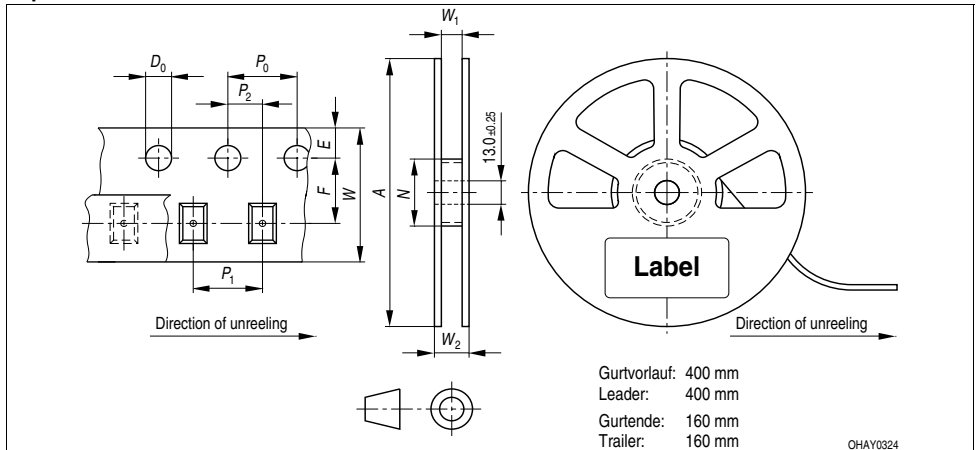 W₁
D₀
P₀
P₂
E
F
W
A
N
13.0 ±0.25
Label
P₁
Direction of unreeling
W₂
Direction of unreeling
Gurtvorlauf: 400 mm
Leader: 400 mm
Gurtende: 160 mm
Trailer: 160 mm
OHAY0324